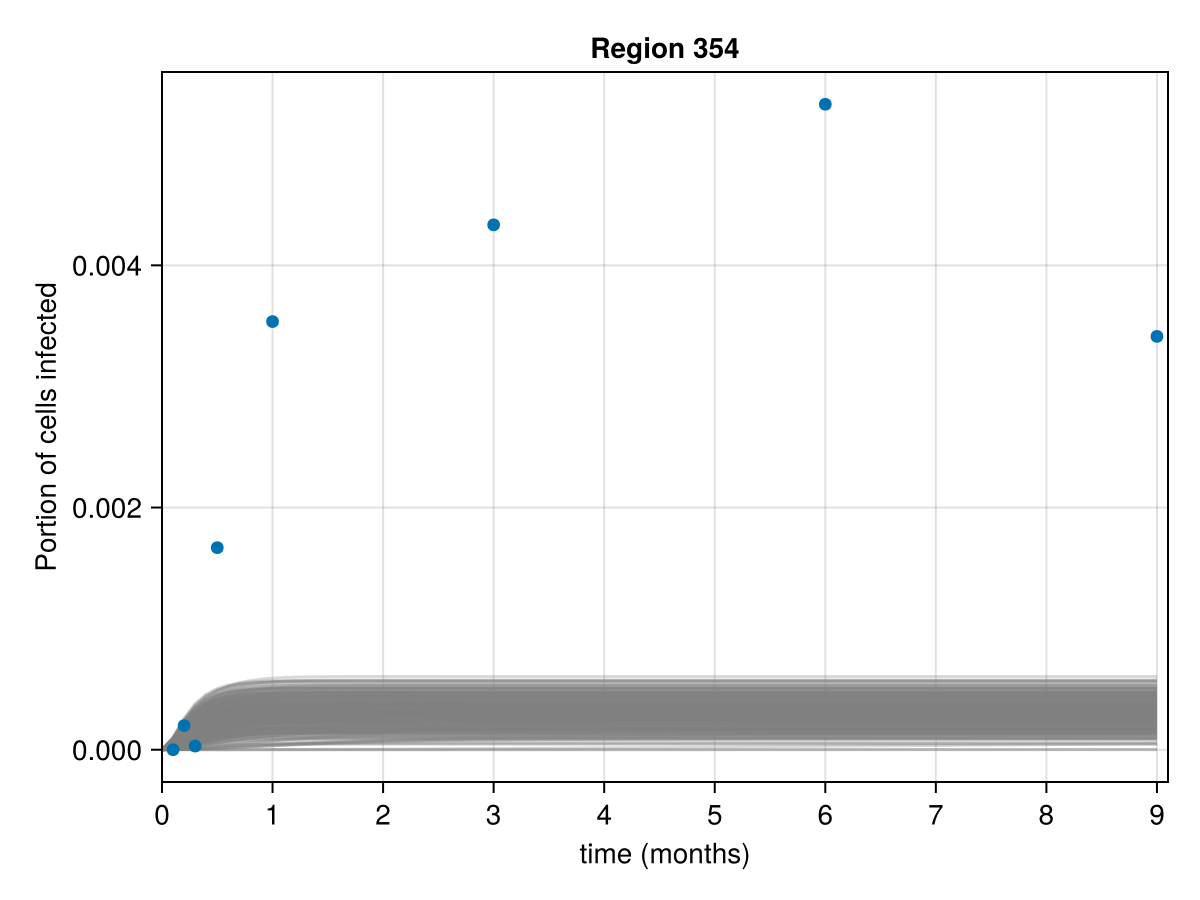 Region 354
Portion of cells infected
0.004
0.002
0.000
0 1 2 3 4 5 6 7 8 9
time (months)